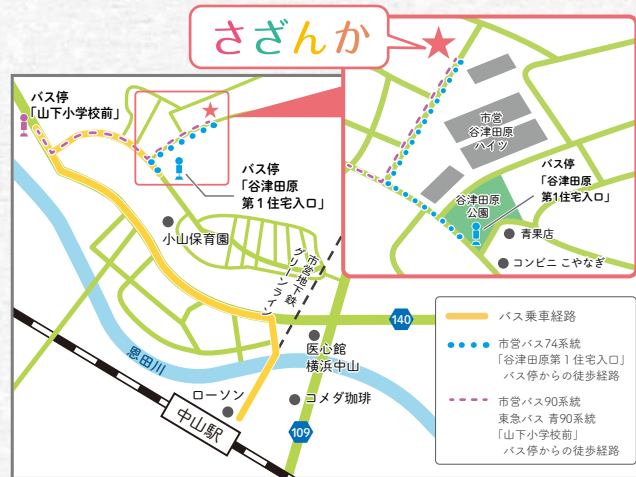 さざんか
バス停
「山下小学校前」
バス停
「谷津田原
第1住宅入口」
小山保育園
市営地下鉄
グリーンライン
140
恩田川
医心館
横浜中山
ローソン
コメダ珈琲
中山駅
109
市営
谷津田原
ハイツ
バス停
「谷津田原
第1住宅入口」
谷津田原
公園
青果店
コンビニ こやなぎ
バス乗車経路
市営バス74系統
「谷津田原第1住宅入口」
バス停からの徒歩経路
市営バス90系統
東急バス 青90系統
「山下小学校前」
バス停からの徒歩経路